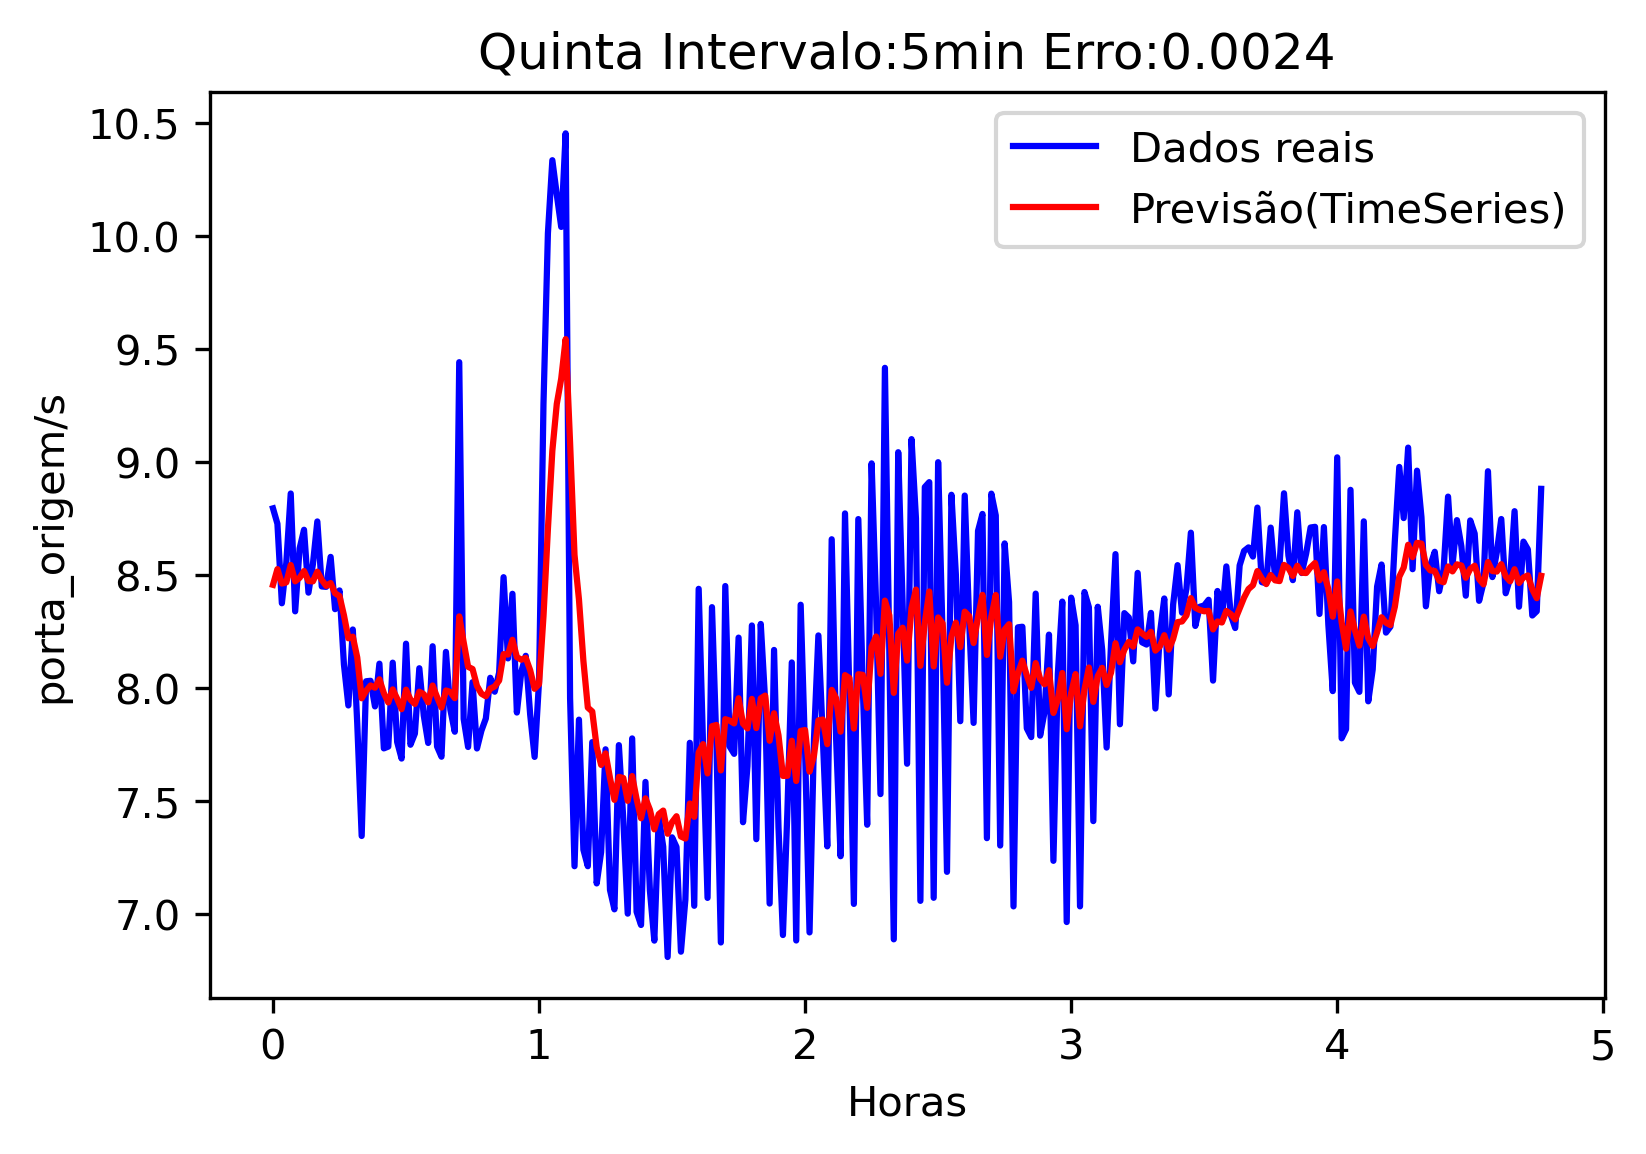 Quinta Intervalo:5min Erro:0.0024
Dados reais
Previsão(TimeSeries)
10.5
10.0
9.5
9.0
8.5
8.0
7.5
7.0
porta_origem/s
0 1 2 3 4 5
Horas